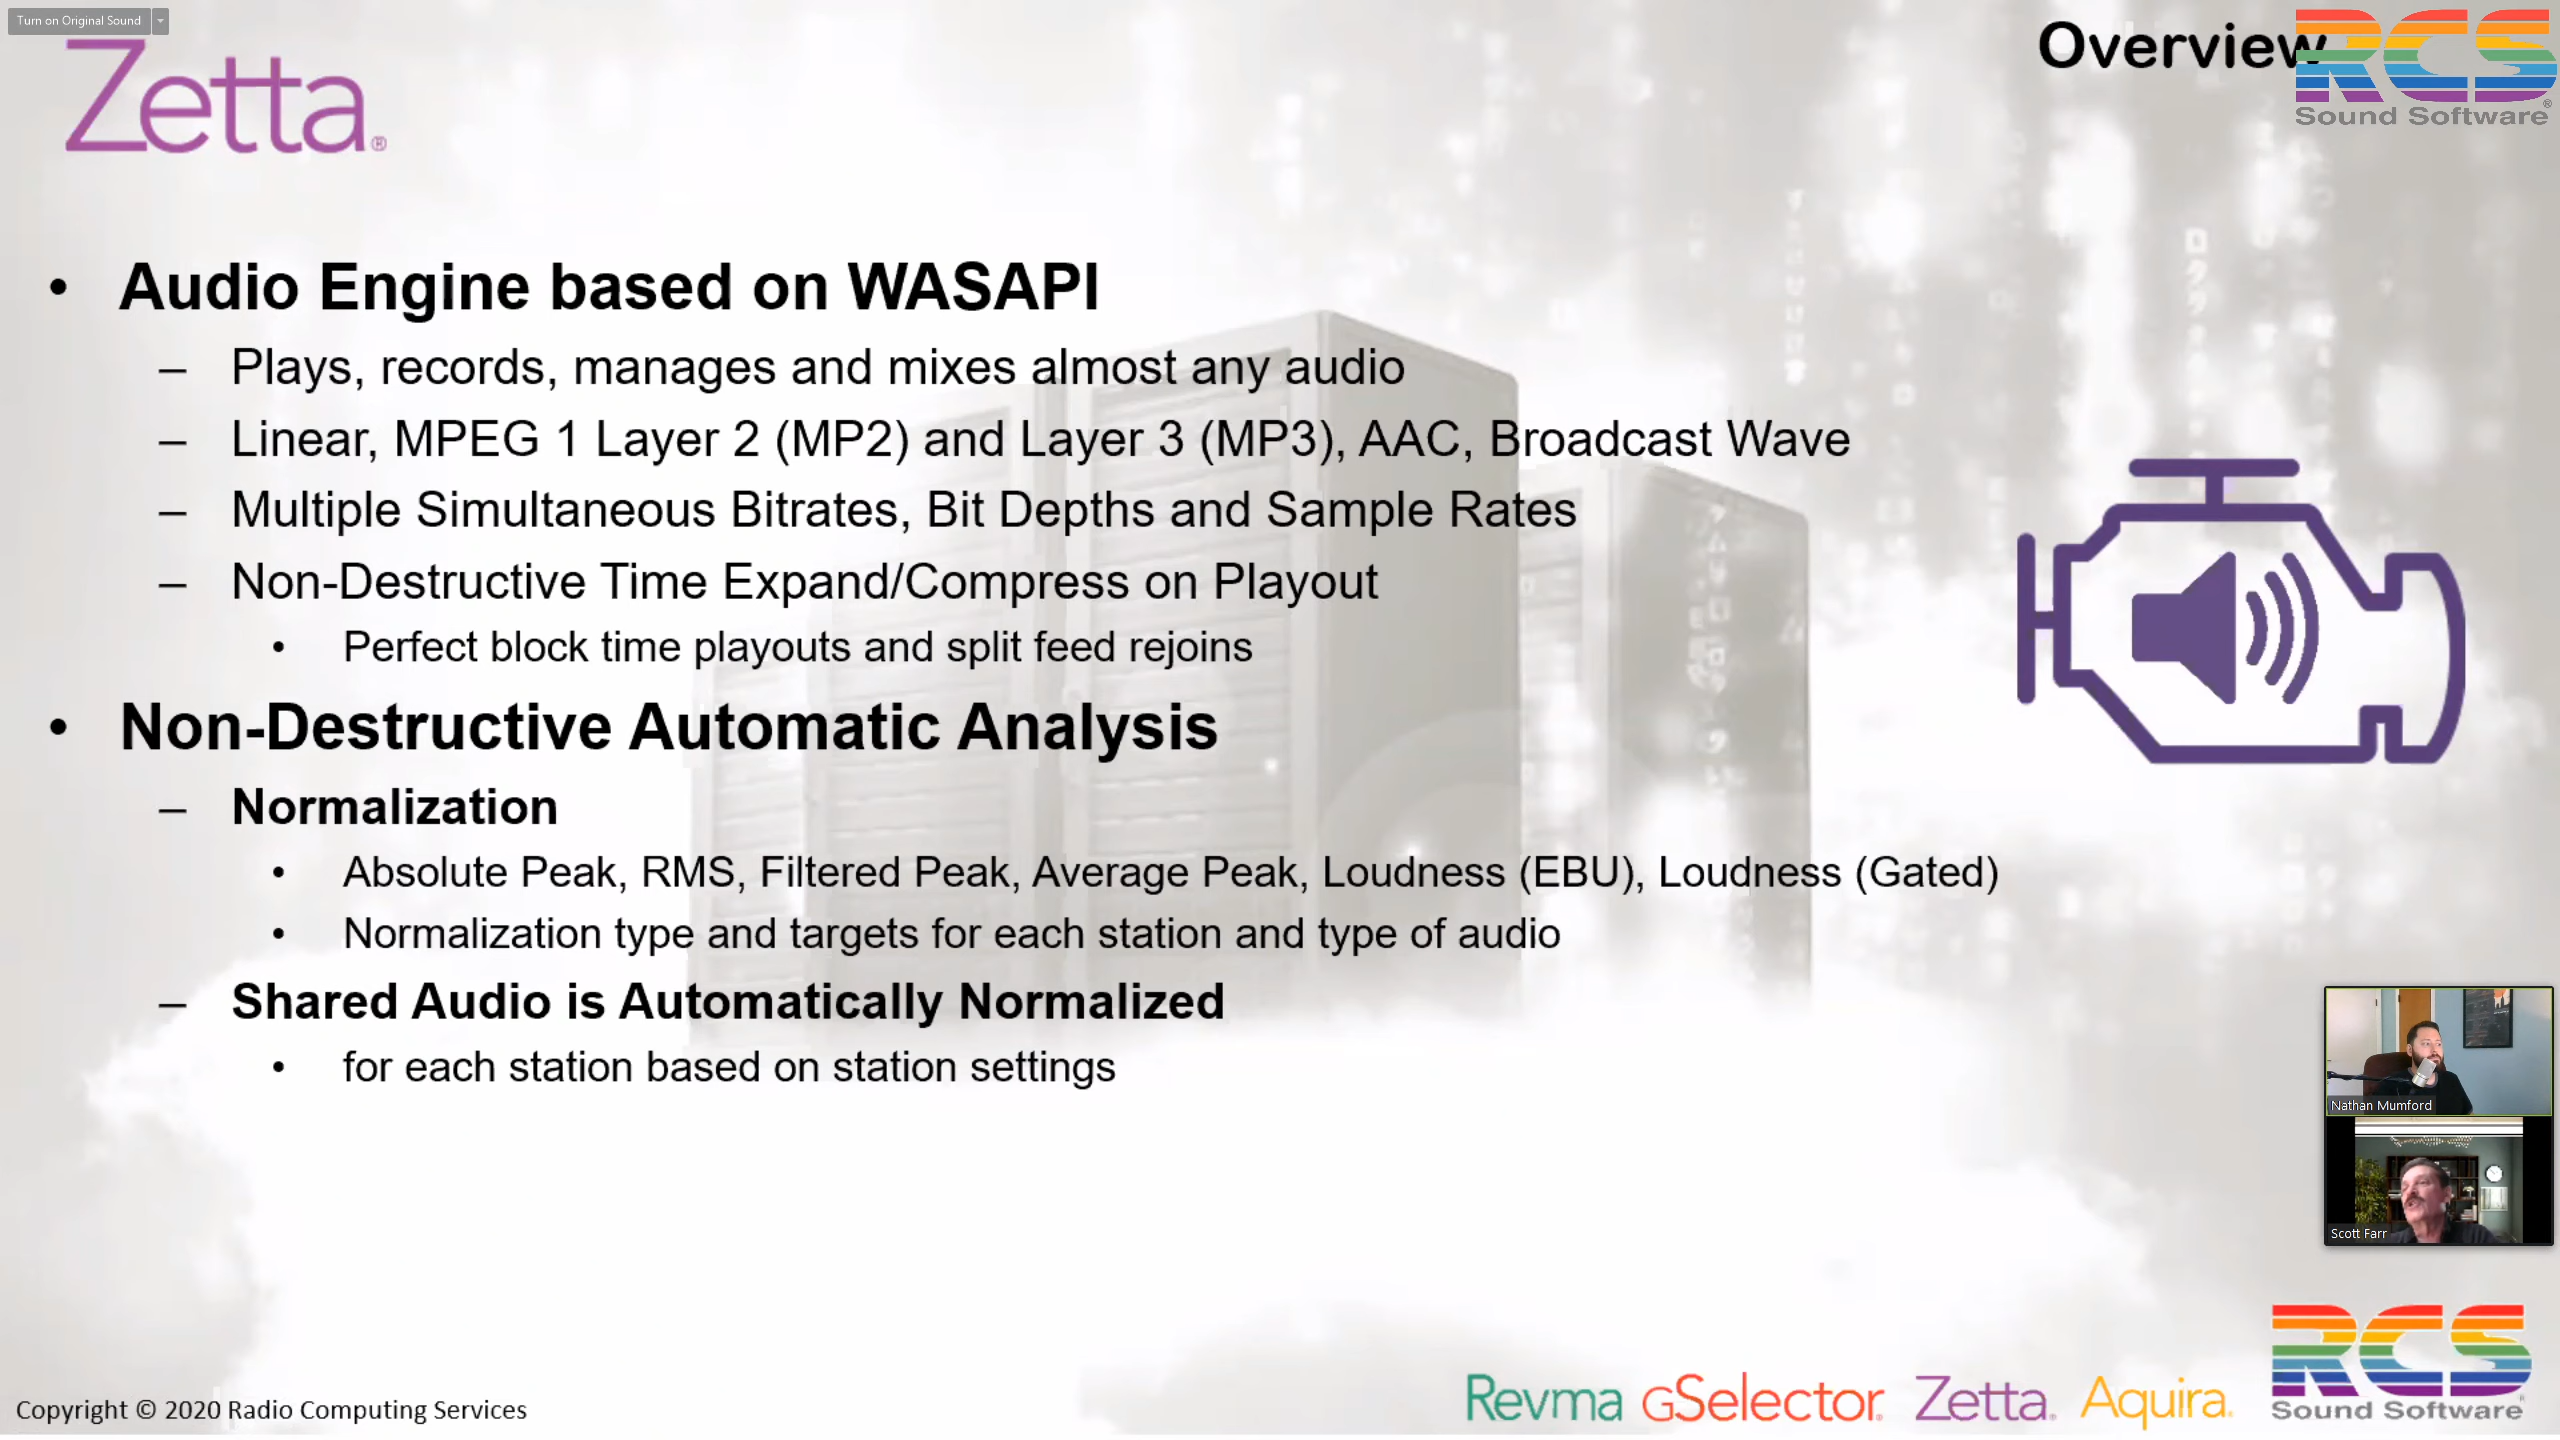 Turn on Original Sound
Zetta®
Overview
RCS®
Sound Software
• Audio Engine based on WASAPI
– Plays, records, manages and mixes almost any audio
– Linear, MPEG 1 Layer 2 (MP2) and Layer 3 (MP3), AAC, Broadcast Wave
– Multiple Simultaneous Bitrates, Bit Depths and Sample Rates
– Non-Destructive Time Expand/Compress on Playout
• Perfect block time playouts and split feed rejoins
• Non-Destructive Automatic Analysis
– Normalization
• Absolute Peak, RMS, Filtered Peak, Average Peak, Loudness (EBU), Loudness (Gated)
• Normalization type and targets for each station and type of audio
– Shared Audio is Automatically Normalized
• for each station based on station settings
Nathan Mumford
Scott Farr
Copyright © 2020 Radio Computing Services
Revma GSelector® Zetta® Aquira®
RCS®
Sound Software